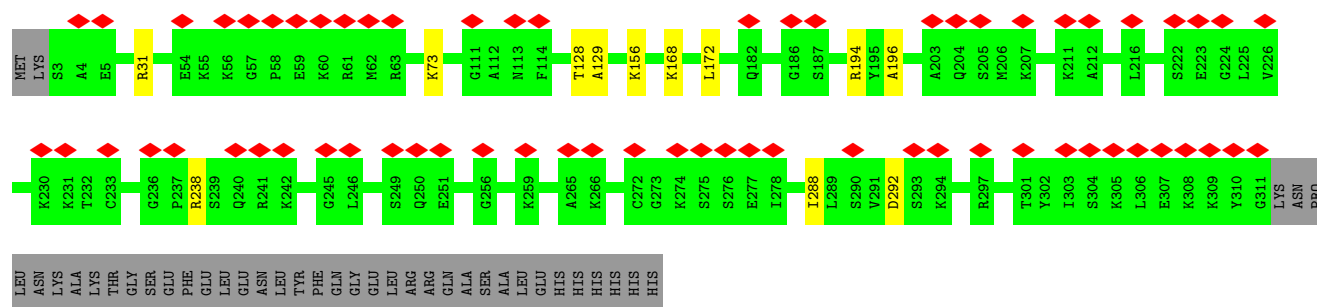 MET LYS S3 A4 E5 R31 E54 K55 K56 G57 P58 E59 K60 R61 M62 R63 K73 G111 A112 N113 F114 T128 A129 K156 K168 L172 Q182 G186 S187 R194 Y195 A196 A203 Q204 S205 M206 K207 K211 A212 L216 S222 E223 G224 L225 V226
K230 K231 T232 C233 G236 P237 R238 S239 Q240 R241 K242 G245 L246 S249 Q250 E251 G256 K259 A265 K266 C272 G273 K274 S275 S276 E277 I278 I288 L289 S290 V291 D292 S293 K294 R297 T301 Y302 I303 S304 K305 L306 E307 K308 K309 Y310 G311 LYS ASN PRO
LEU ASN LYS ALA LYS THR GLY SER GLU PHE GLU LEU GLU ASN LEU TYR PHE GLN GLY GLU LEU ARG ARG GLN ALA SER ALA LEU GLU HIS HIS HIS HIS HIS HIS